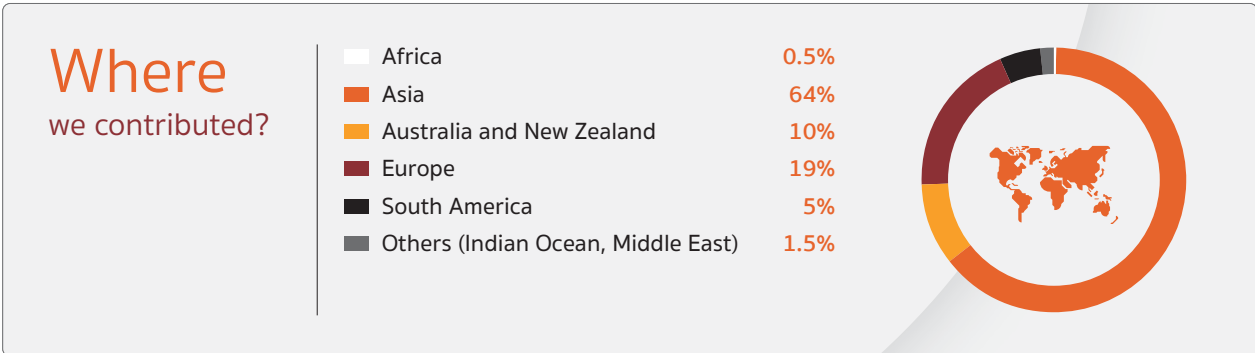 Where
we contributed?
Africa 0.5%
Asia 64%
Australia and New Zealand 10%
Europe 19%
South America 5%
Others (Indian Ocean, Middle East) 1.5%